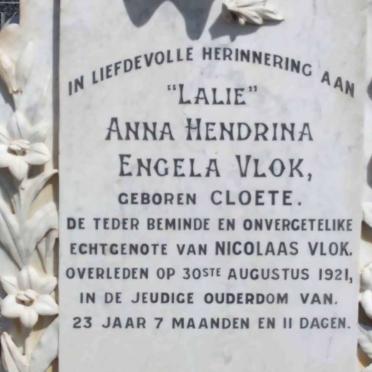 IN LIEFDEVOLLE HERINNERING AAN
"LALIE"
ANNA HENDRINA
ENGELA VLOK,
GEBOREN CLOETE.
DE TEDER BEMINDE EN ONVERGETELIKE
ECHTGENOTE VAN NICOLAAS VLOK.
OVERLEDEN OP 30STE AUGUSTUS 1921,
IN DE JEUDIGE OUDERDOM VAN.
23 JAAR 7 MAANDEN EN 11 DAGEN.